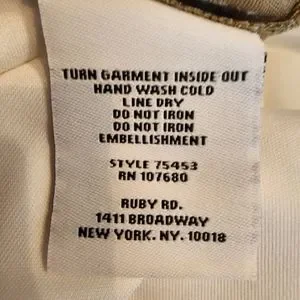 TURN GARMENT INSIDE OUT
HAND WASH COLD
LINE DRY
DO NOT IRON
DO NOT IRON
EMBELLISHMENT
STYLE 75453
RN 107680
RUBY RD.
1411 BROADWAY
NEW YORK. NY. 10018